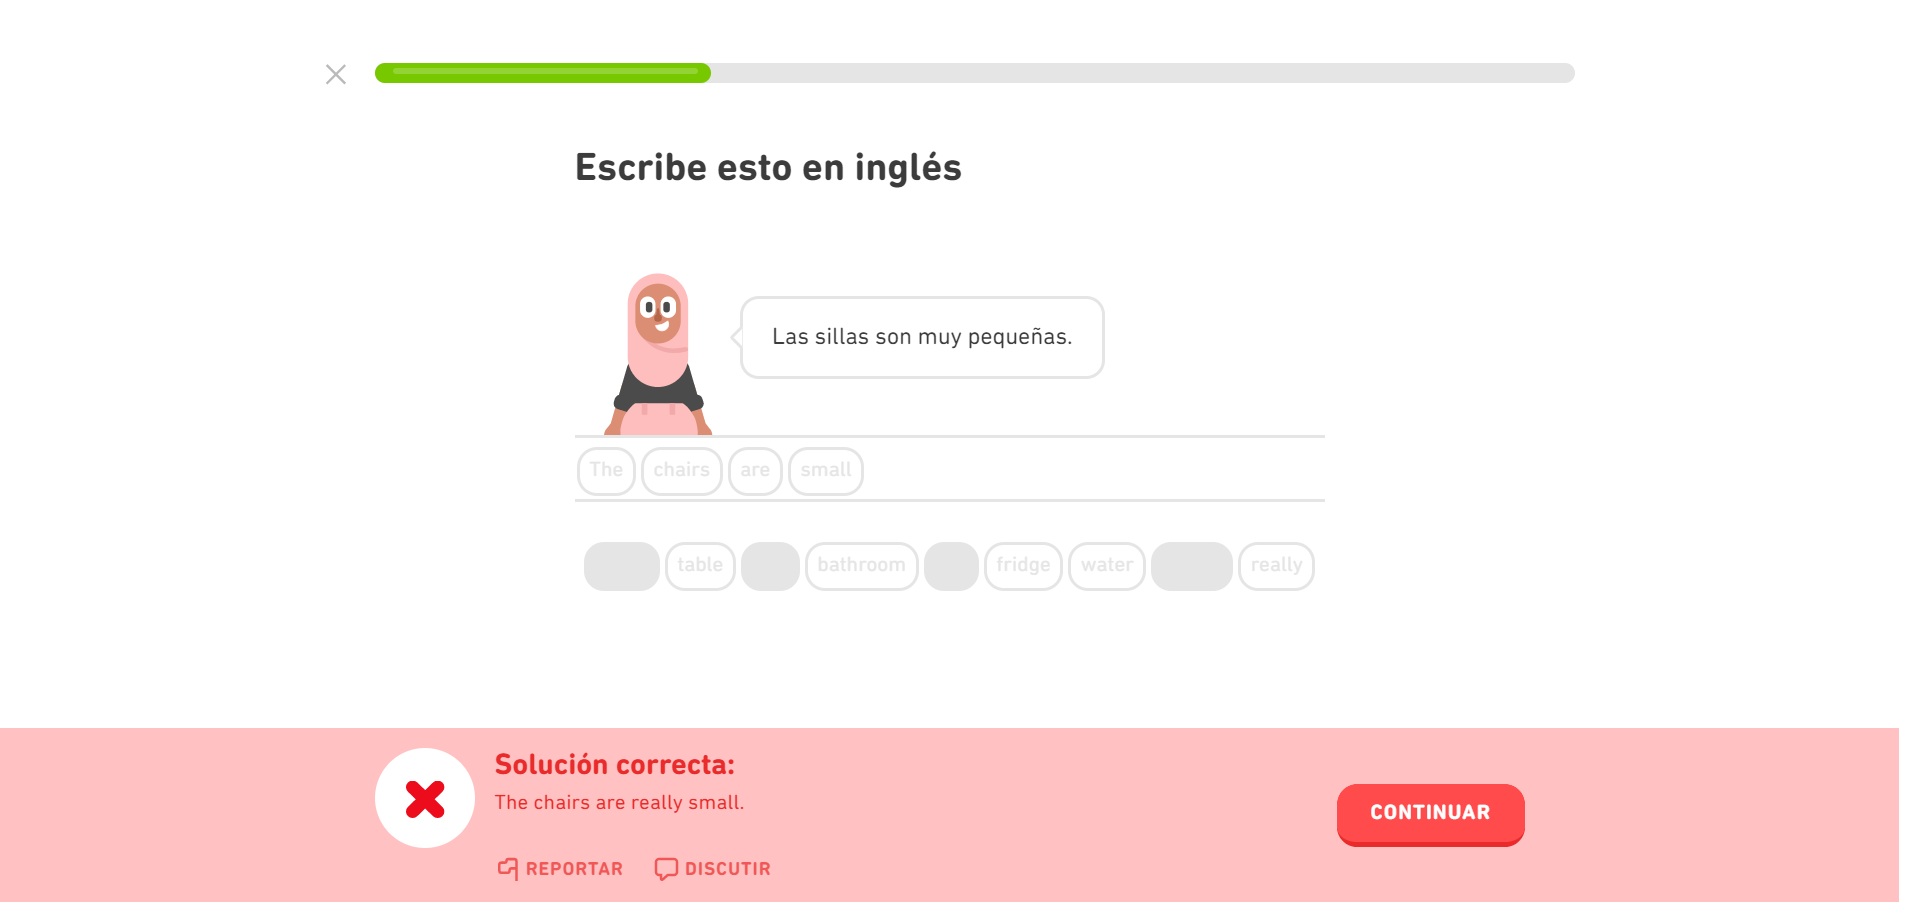 Escribe esto en inglés
Las sillas son muy pequeñas.
The chairs are small
table bathroom fridge water really
Solución correcta:
The chairs are really small.
CONTINUAR
REPORTAR DISCUTIR